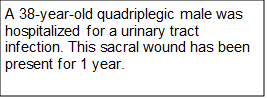 A 38-year-old quadriplegic male was
hospitalized for a urinary tract
infection. This sacral wound has been
present for 1 year.